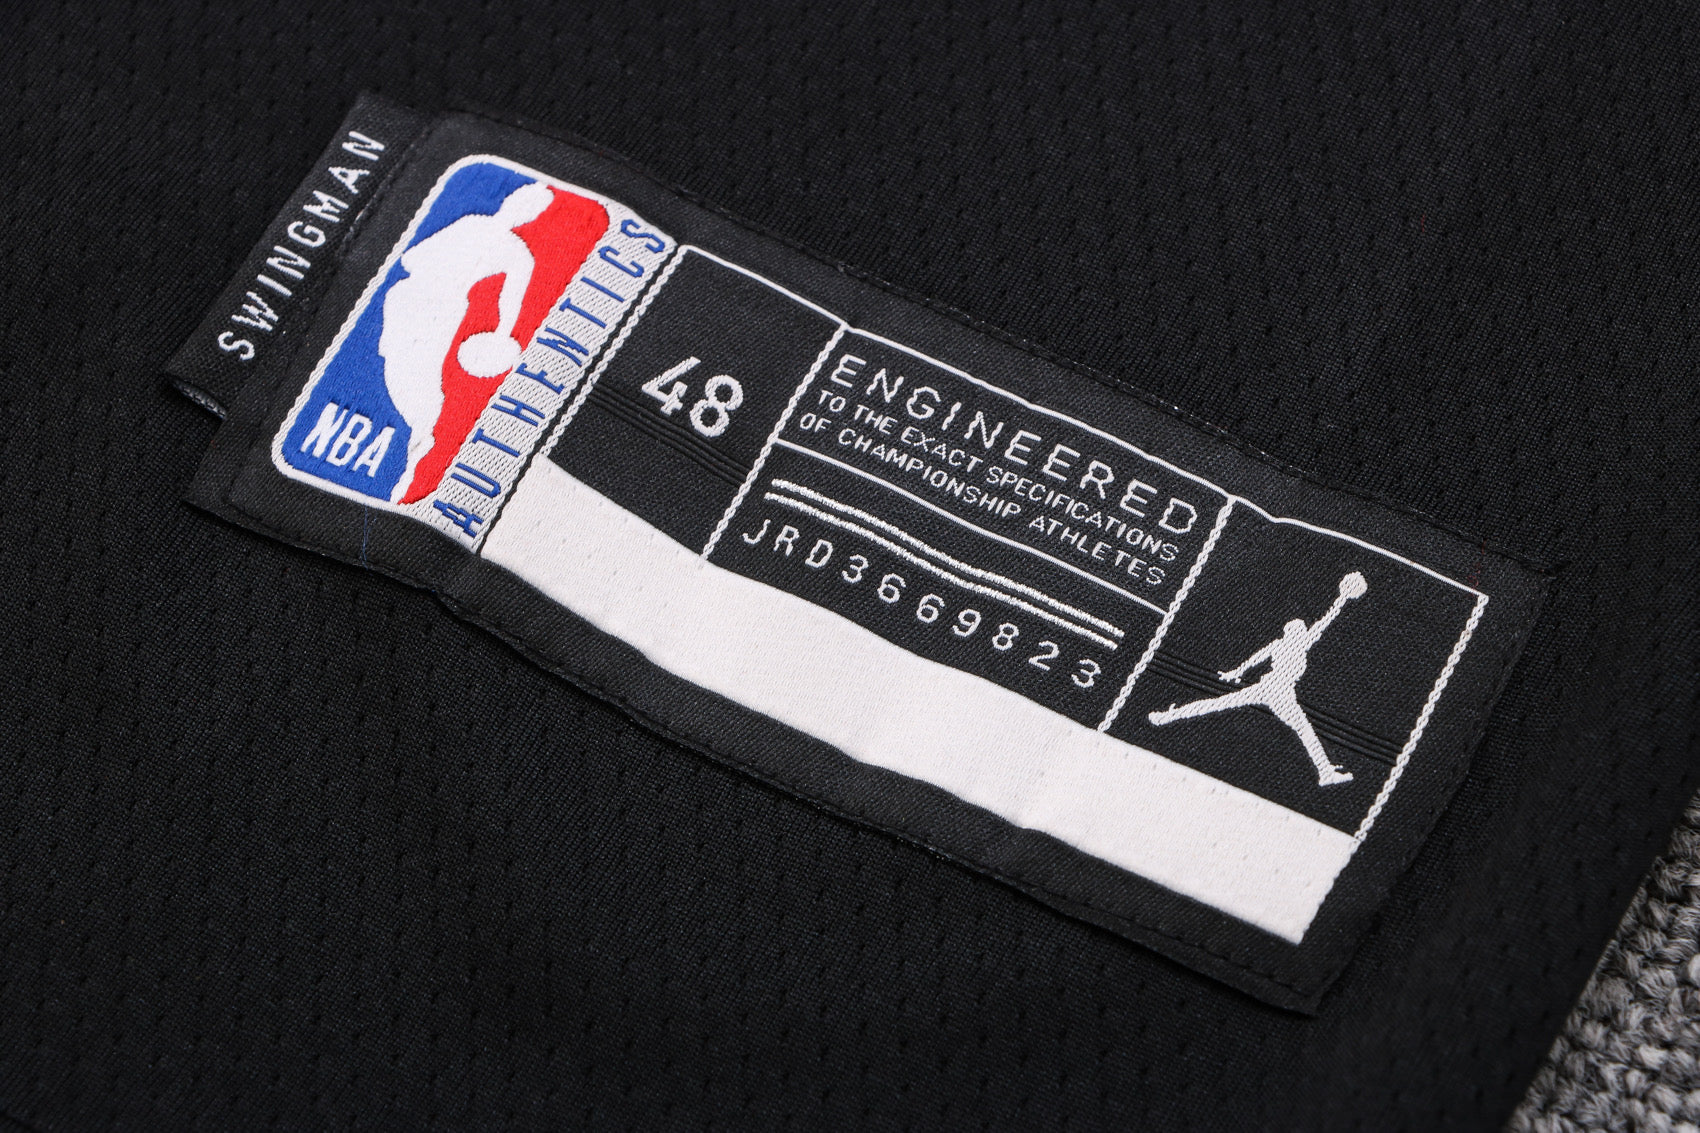 SWINGMAN
NBA
AUTHENTICS
48
ENGINEERED
TO THE EXACT SPECIFICATIONS
OF CHAMPIONSHIP ATHLETES
JRD3669823